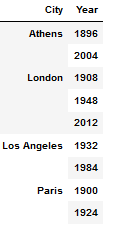 City Year
Athens 1896
2004
London 1908
1948
2012
Los Angeles 1932
1984
Paris 1900
1924